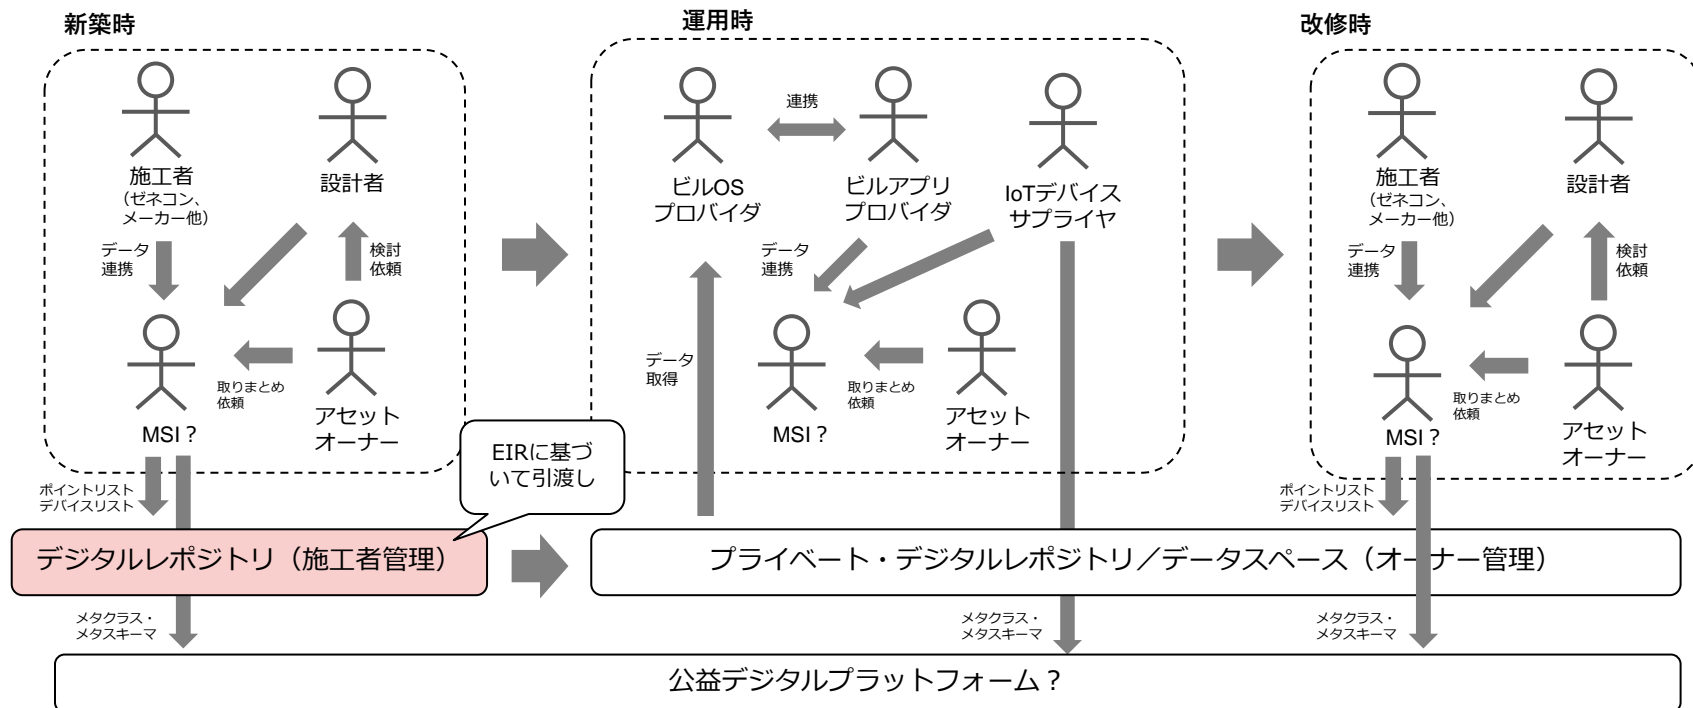 新築時
施工者
（ゼネコン、
メーカー他）
設計者
データ
連携
検討
依頼
取りまとめ
依頼
MSI？
アセット
オーナー
運用時
連携
ビルOS
プロバイダ
ビルアプリ
プロバイダ
IoTデバイス
サプライヤ
データ
連携
データ
取得
取りまとめ
依頼
MSI？
アセット
オーナー
改修時
施工者
（ゼネコン、
メーカー他）
設計者
データ
連携
検討
依頼
取りまとめ
依頼
MSI？
アセット
オーナー
EIRに基づ
いて引渡し
ポイントリスト
デバイスリスト
ポイントリスト
デバイスリスト
デジタルレポジトリ（施工者管理）
プライベート・デジタルレポジトリ／データスペース（オーナー管理）
メタクラス・
メタスキーマ
メタクラス・
メタスキーマ
メタクラス・
メタスキーマ
公益デジタルプラットフォーム？